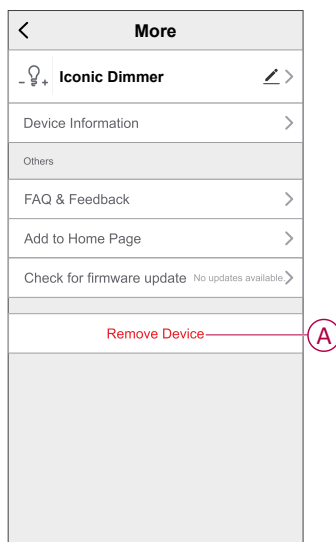 More
Iconic Dimmer
Device Information
Others
FAQ & Feedback
Add to Home Page
Check for firmware update No updates available.
Remove Device
A